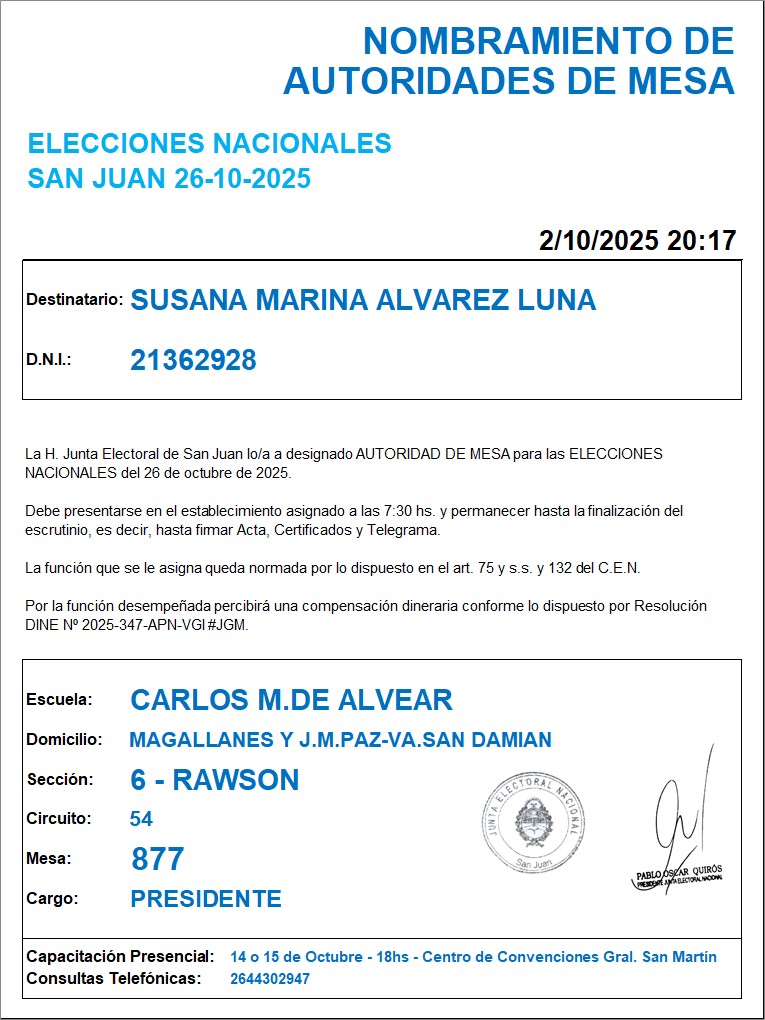 NOMBRAMIENTO DE
AUTORIDADES DE MESA
ELECCIONES NACIONALES
SAN JUAN 26-10-2025
2/10/2025 20:17
Destinatario: SUSANA MARINA ALVAREZ LUNA
D.N.I.: 21362928
La H. Junta Electoral de San Juan lo/a a designado AUTORIDAD DE MESA para las ELECCIONES
NACIONALES del 26 de octubre de 2025.
Debe presentarse en el establecimiento asignado a las 7:30 hs. y permanecer hasta la finalización del
escrutinio, es decir, hasta firmar Acta, Certificados y Telegrama.
La función que se le asigna queda normada por lo dispuesto en el art. 75 y s.s. y 132 del C.E.N.
Por la función desempeñada percibirá una compensación dineraria conforme lo dispuesto por Resolución
DINE Nº 2025-347-APN-VGI#JGM.
Escuela: CARLOS M.DE ALVEAR
Domicilio: MAGALLANES Y J.M.PAZ-VA.SAN DAMIAN
Sección: 6 - RAWSON
Circuito: 54
Mesa: 877
Cargo: PRESIDENTE
JUNTA ELECTORAL NACIONAL
San Juan
PABLO OSCAR QUIRÓS
PRESIDENTE JUNTA ELECTORAL NACIONAL
Capacitación Presencial: 14 o 15 de Octubre - 18hs - Centro de Convenciones Gral. San Martín
Consultas Telefónicas: 2644302947